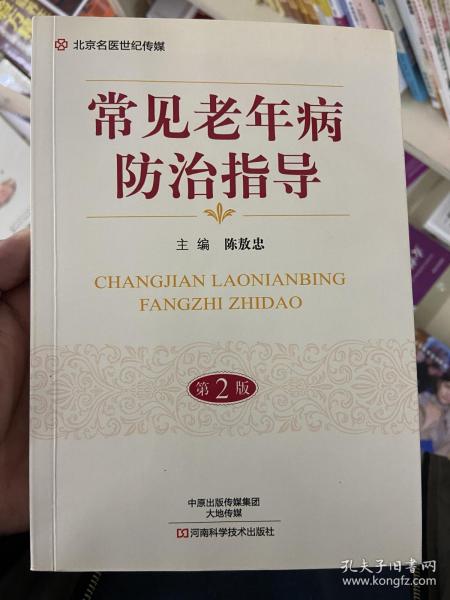 北京名医世纪传媒
常见老年病
防治指导
主编 陈敖忠
CHANGJIAN LAONIANBING
FANGZHI ZHIDAO
第2版
中原出版传媒集团
大地传媒
河南科学技术出版社
孔夫子旧书网
www.kongfz.com